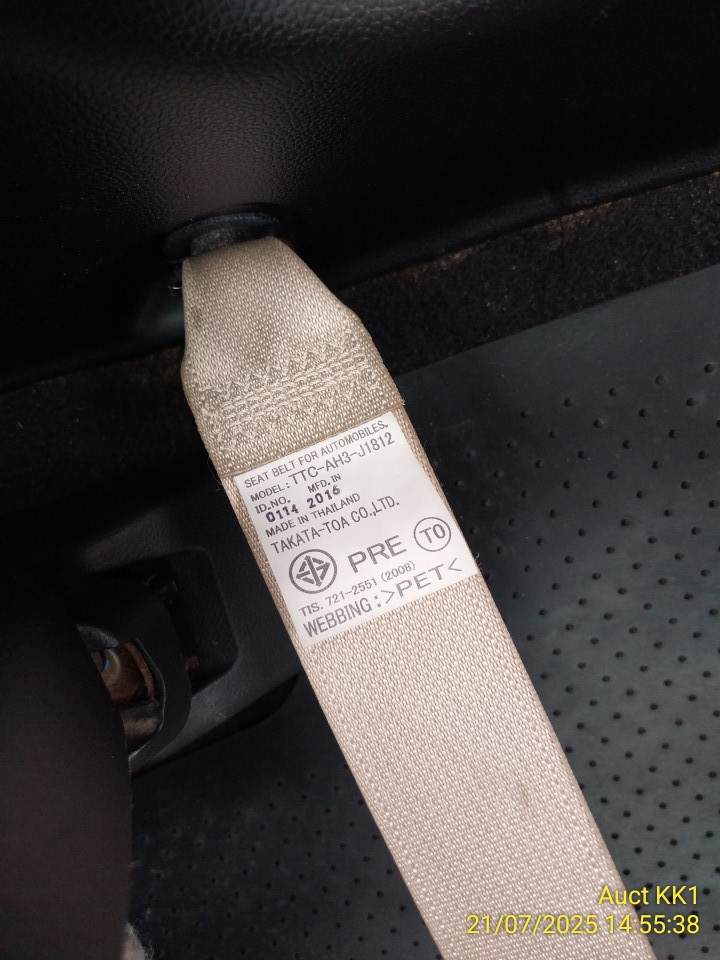 SEAT BELT FOR AUTOMOBILES.
MODEL: TTC-AH3-J1812
ID.NO. MFD. IN
0114 2016
MADE IN THAILAND
TAKATA-TOA CO.,LTD.
PRE TO
TIS. 721-2551 (2008)
WEBBING:>PET<
Auct KK1
21/07/2025 14:55:38